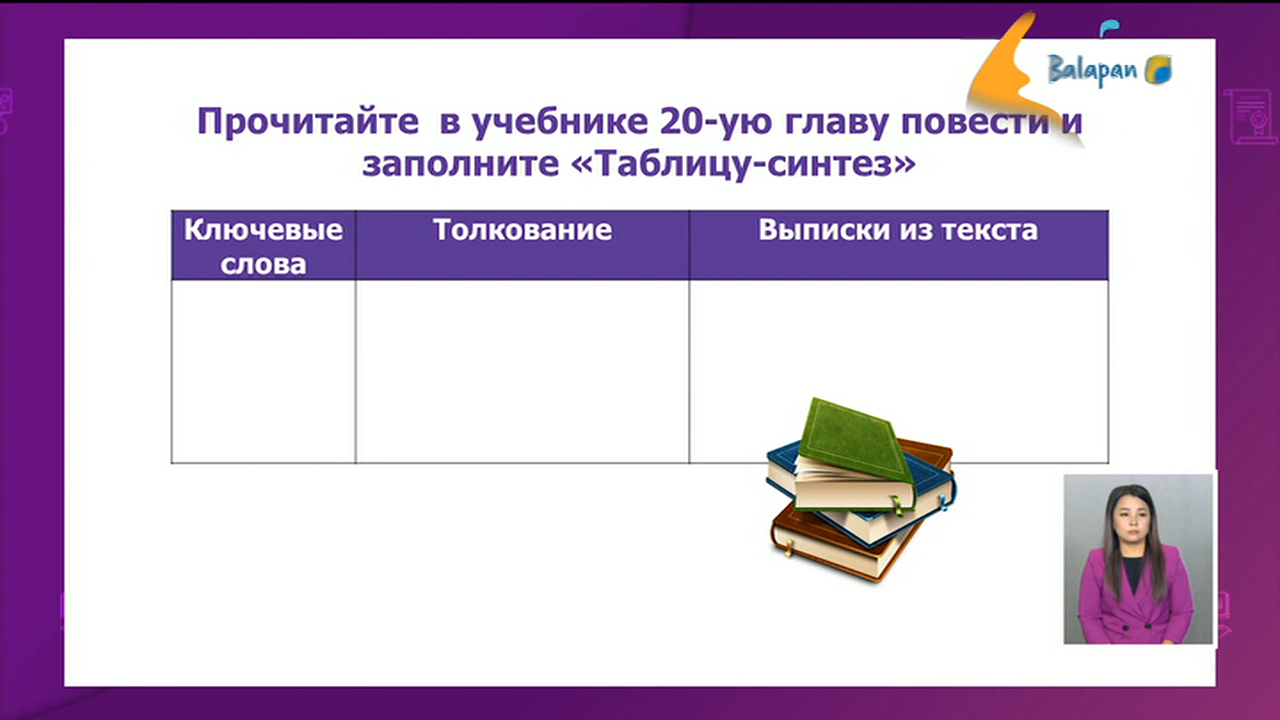 Balapan
Прочитайте в учебнике 20-ую главу повести и
заполните «Таблицу-синтез»
Ключевые
слова
Толкование
Выписки из текста